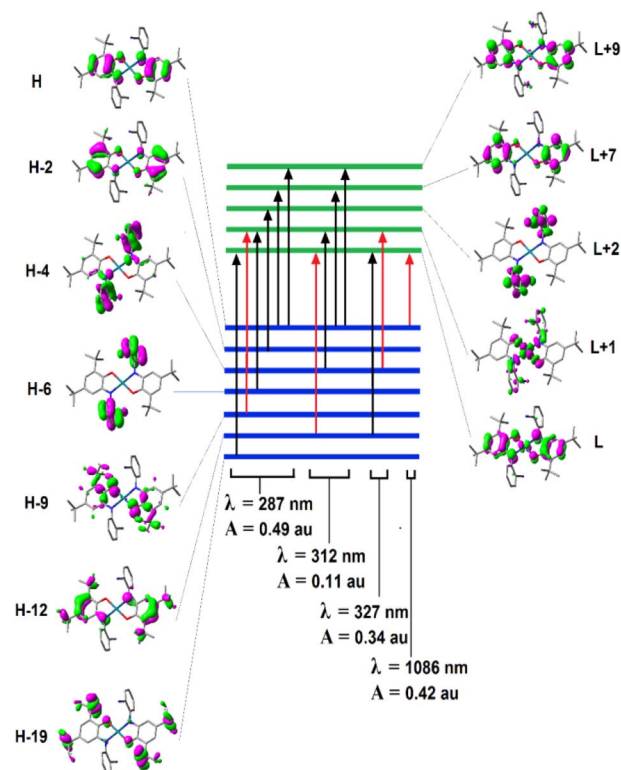 H
H-2
H-4
H-6
H-9
H-12
H-19
L+9
L+7
L+2
L+1
L
λ = 287 nm
A = 0.49 au
λ = 312 nm
A = 0.11 au
λ = 327 nm
A = 0.34 au
λ = 1086 nm
A = 0.42 au